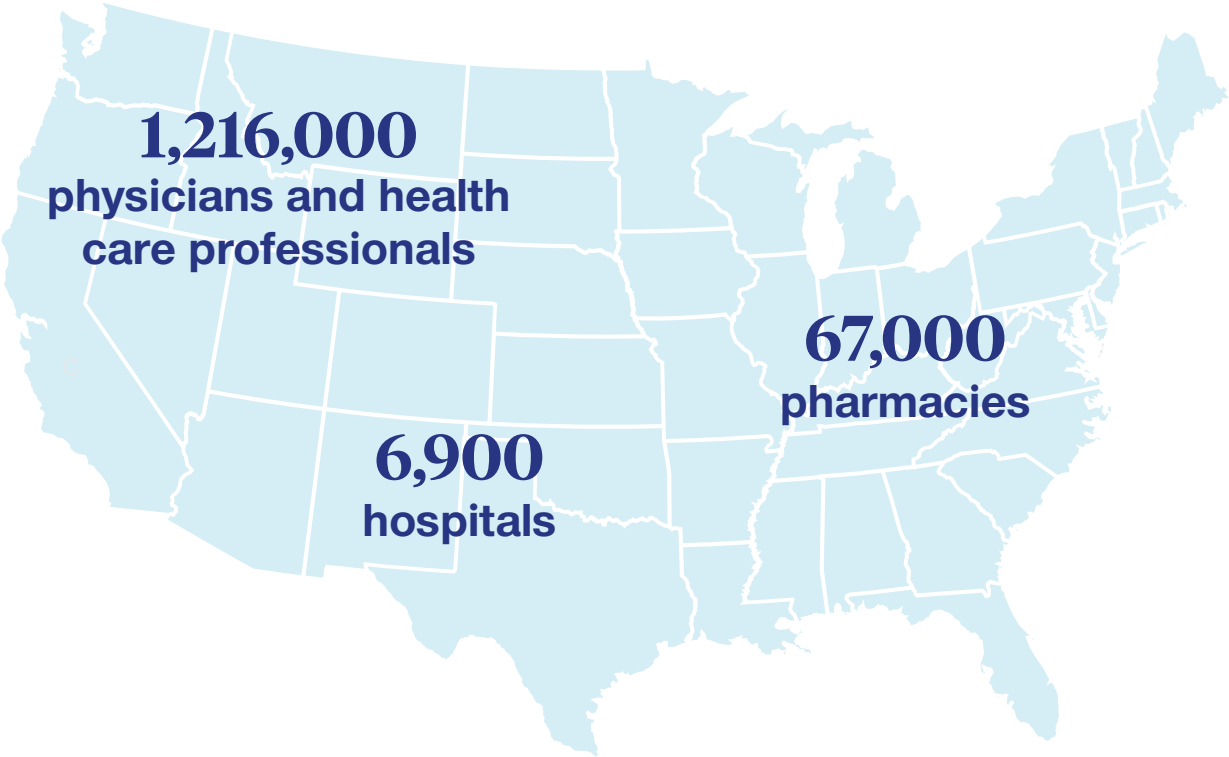 1,216,000
physicians and health
care professionals
67,000
pharmacies
6,900
hospitals